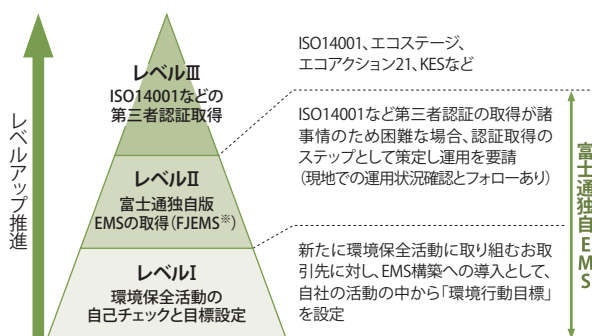 レベルアップ推進
レベルⅢ
ISO14001などの
第三者認証取得
ISO14001、エコステージ、
エコアクション21、KESなど
レベルⅡ
富士通独自版
EMSの取得（FJEMS※）
ISO14001など第三者認証の取得が諸
事情のため困難な場合、認証取得の
ステップとして策定し運用を要請
（現地での運用状況確認とフォローあり）
レベルⅠ
環境保全活動の
自己チェックと目標設定
新たに環境保全活動に取り組むお取
引先に対し、EMS構築への導入として、
自社の活動の中から「環境行動目標」
を設定
富士通独自EMS